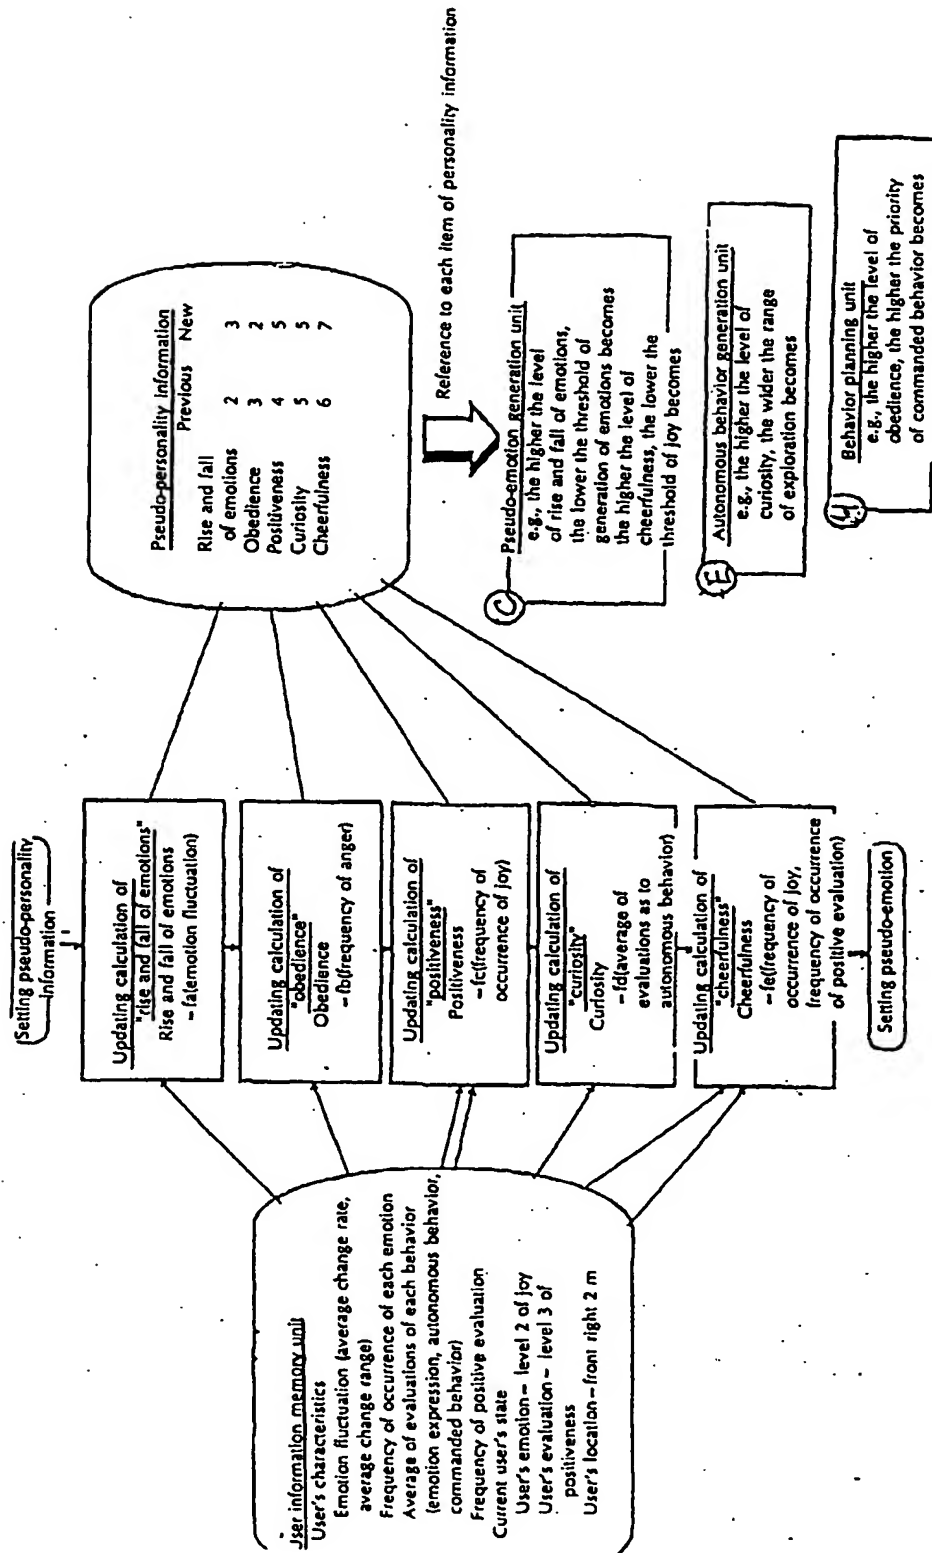 Setting pseudo-personality
Information
Updating calculation of
"rise and fall of emotions"
Rise and fall of emotions
– fa(emotion fluctuation)
Updating calculation of
"obedience"
Obedience
– fb(frequency of anger)
Updating calculation of
"positiveness"
Positiveness
– fc(frequency of
occurrence of joy)
Updating calculation of
"curiosity"
Curiosity
– fd(average of
evaluations as to
autonomous behavior)
Updating calculation of
"cheerfulness"
Cheerfulness
– fe(frequency of
occurrence of joy,
frequency of occurrence
of positive evaluation)
Setting pseudo-emotion
User information memory unit
User's characteristics
Emotion fluctuation (average change rate,
average change range)
Frequency of occurrence of each emotion
Average of evaluations of each behavior
(emotion expression, autonomous behavior,
commanded behavior)
Frequency of positive evaluation
Current user's state
User's emotion – level 2 of joy
User's evaluation – level 3 of
positiveness
User's location – front right 2 m
Pseudo-personality Information
Previous New
Rise and fall
of emotions 2 3
Obedience 3 2
Positiveness 4 5
Curiosity 5 5
Cheerfulness 6 7
Reference to each item of personality information
C
Pseudo-emotion generation unit
e.g., the higher the level
of rise and fall of emotions,
the lower the threshold of
generation of emotions becomes
the higher the level of
cheerfulness, the lower the
threshold of joy becomes
E
Autonomous behavior generation unit
e.g., the higher the level of
curiosity, the wider the range
of exploration becomes
Behavior planning unit
e.g., the higher the level of
obedience, the higher the priority
of commanded behavior becomes